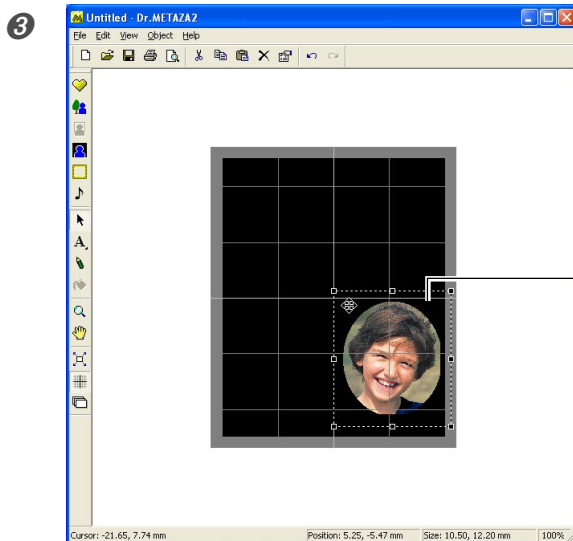 3
Untitled - Dr.METAZA2
File Edit View Object Help
A
Cursor: -21.65, 7.74 mm Position: 5.25, -5.47 mm Size: 10.50, 12.20 mm 100%